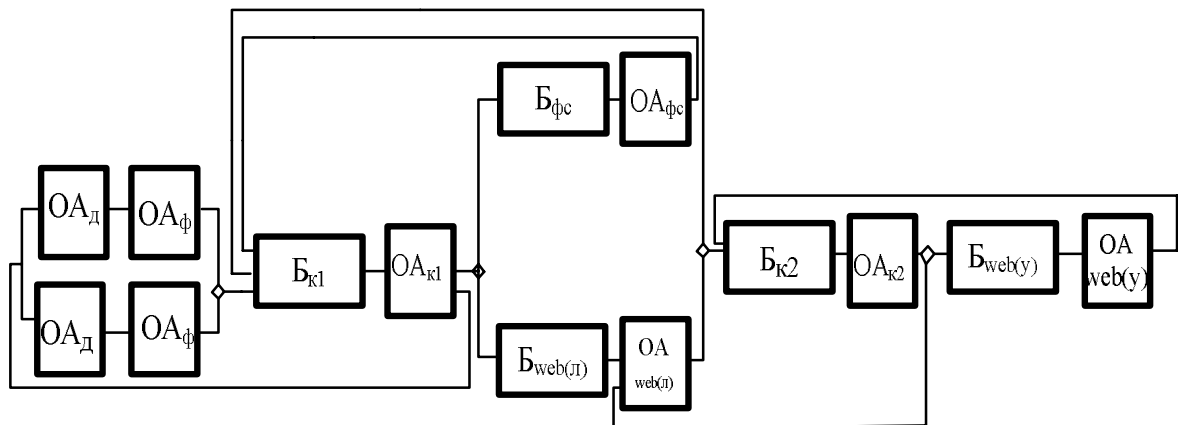 Бфс
ОАфс
ОАд
ОАф
Бк1
ОАк1
Бк2
ОАк2
Бweb(у)
ОА
web(у)
ОАд
ОАф
Бweb(л)
ОА
web(л)